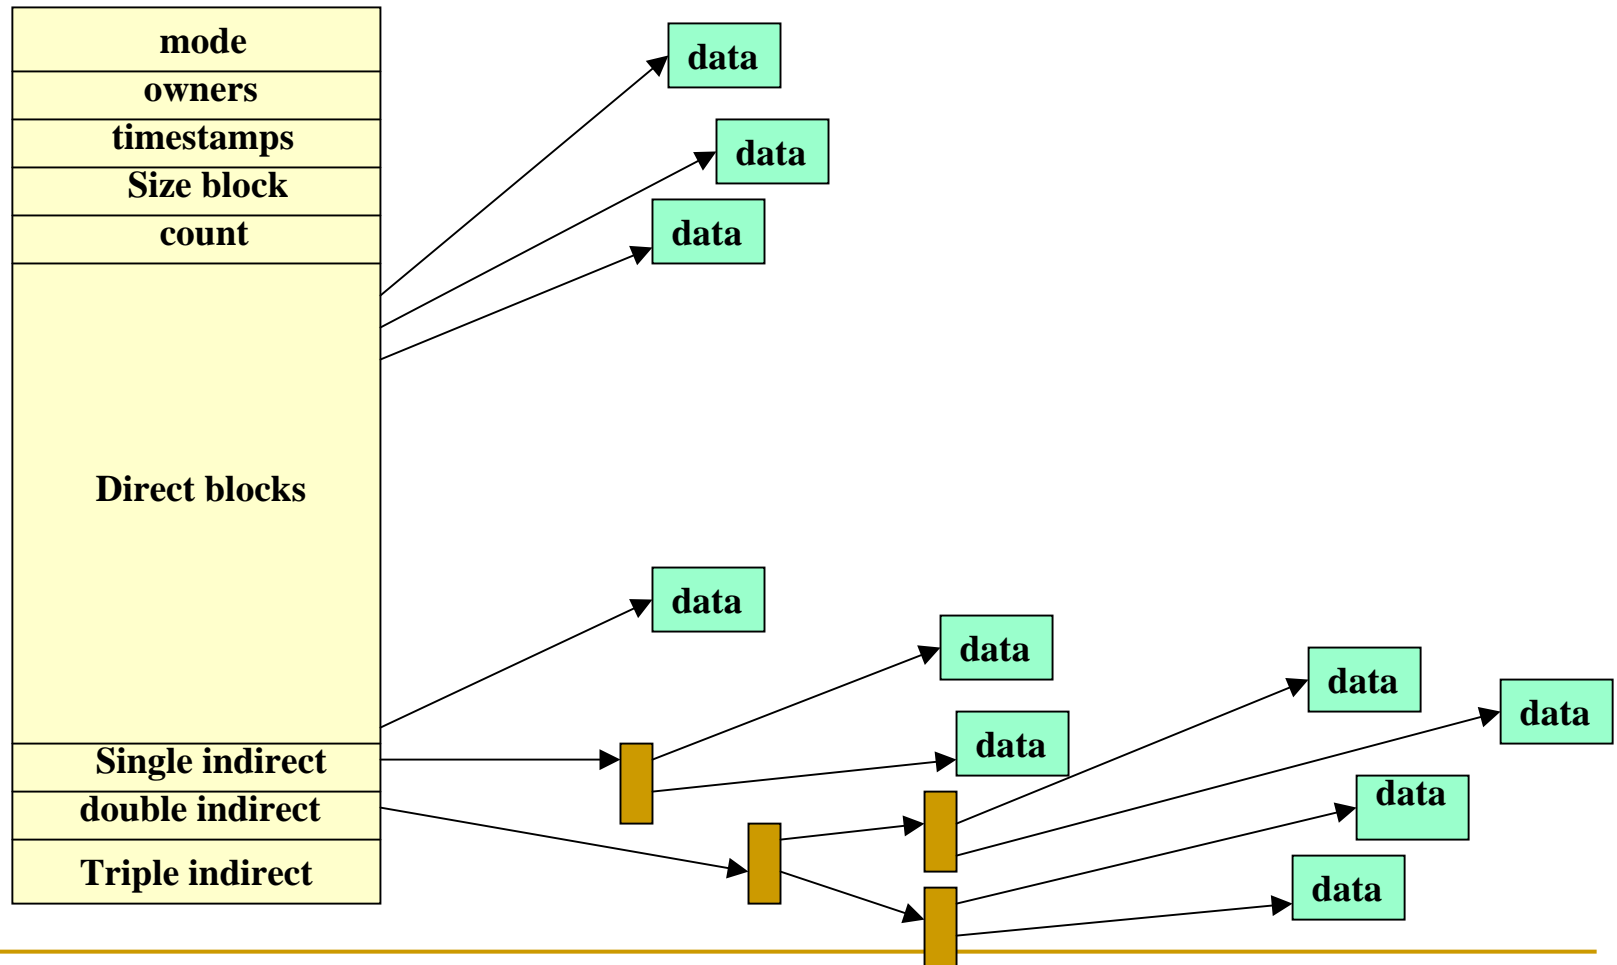 mode
owners
timestamps
Size block
count
Direct blocks
Single indirect
double indirect
Triple indirect
data
data
data
data
data
data
data
data
data
data